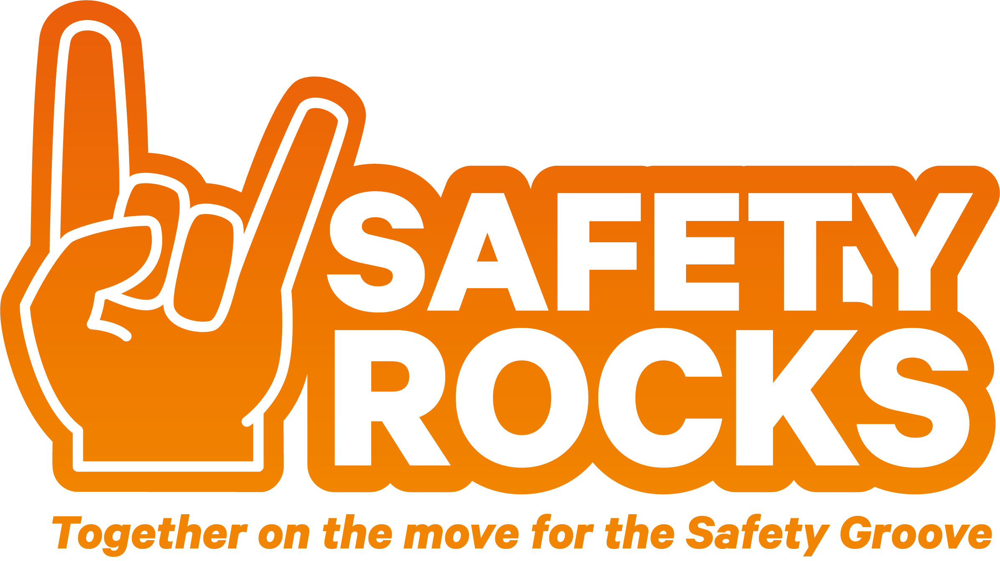 SAFETY
ROCKS
Together on the move for the Safety Groove